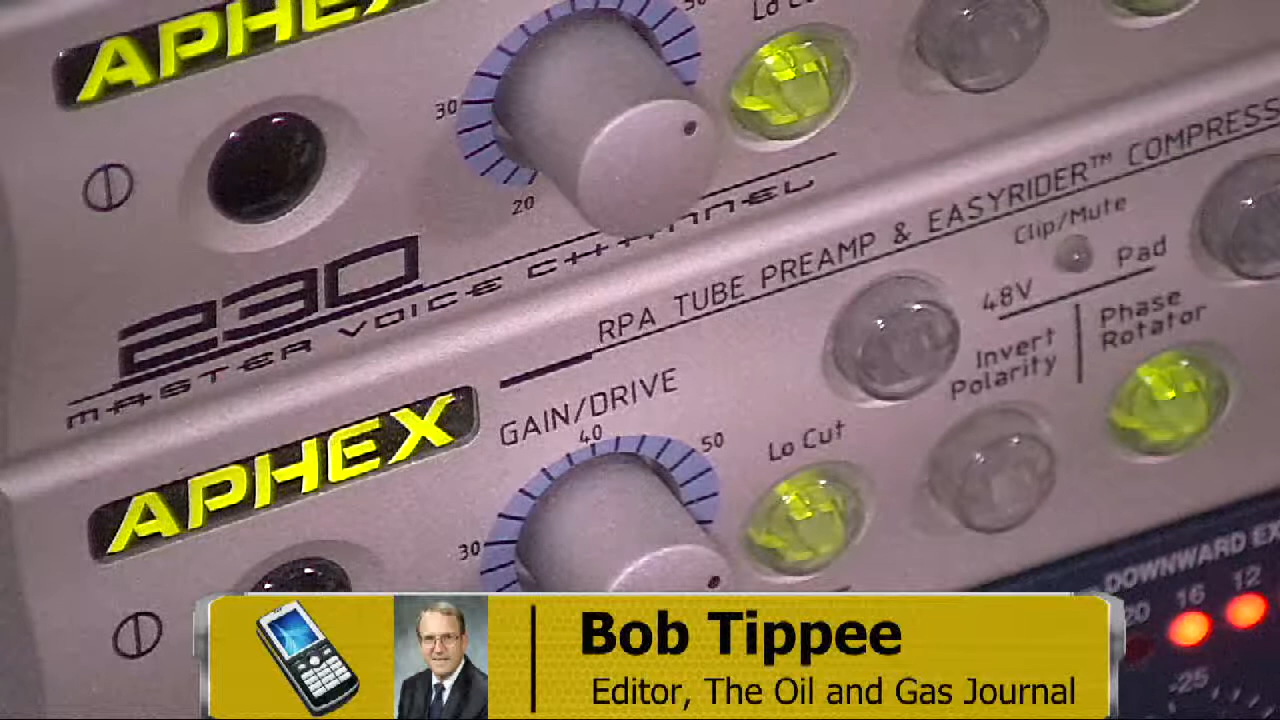 APHEX
30
20
Lo Cut
230
MASTER VOICE CHANNEL
RPA TUBE PREAMP & EASYRIDER™ COMPRESS
Clip/Mute
48V
Pad
Invert
Polarity
Phase
Rotator
APHEX
GAIN/DRIVE
40
50
30
Lo Cut
DOWNWARD EX
20 16 12
-25
Bob Tippee
Editor, The Oil and Gas Journal